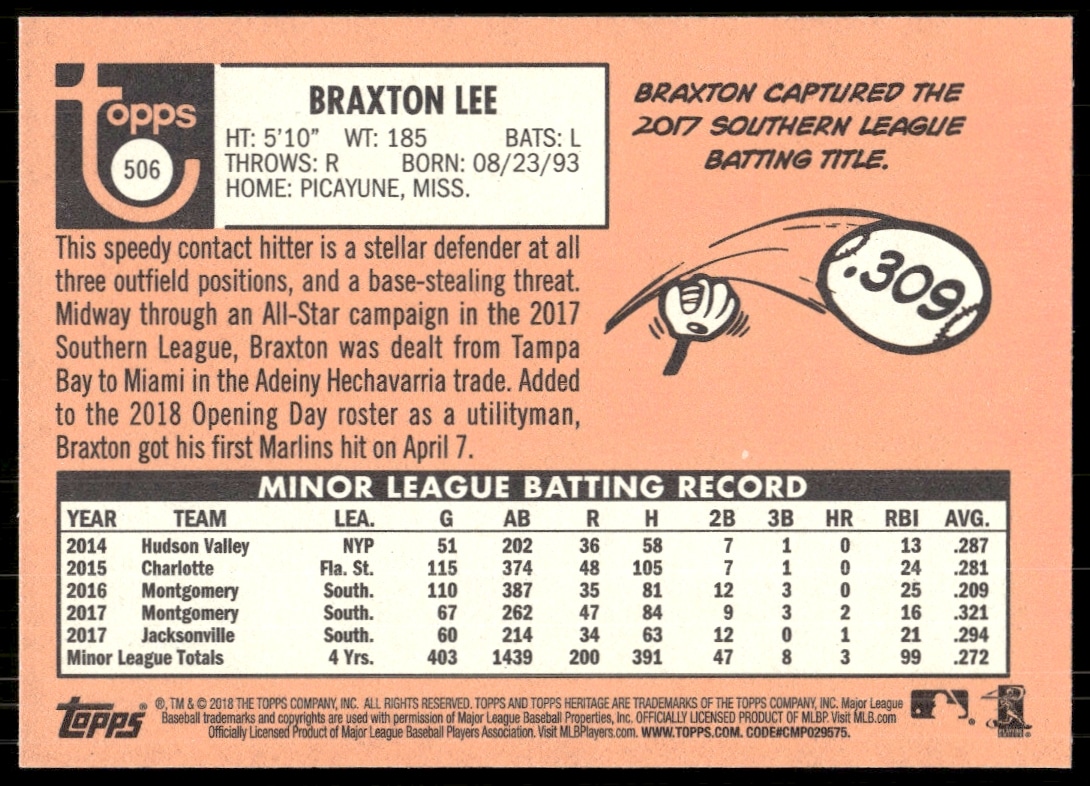 topps
506
BRAXTON LEE
HT: 5'10" WT: 185 BATS: L
THROWS: R BORN: 08/23/93
HOME: PICAYUNE, MISS.
BRAXTON CAPTURED THE
2017 SOUTHERN LEAGUE
BATTING TITLE.
.309
This speedy contact hitter is a stellar defender at all
three outfield positions, and a base-stealing threat.
Midway through an All-Star campaign in the 2017
Southern League, Braxton was dealt from Tampa
Bay to Miami in the Adeiny Hechavarria trade. Added
to the 2018 Opening Day roster as a utilityman,
Braxton got his first Marlins hit on April 7.
MINOR LEAGUE BATTING RECORD
YEAR TEAM LEA. G AB R H 2B 3B HR RBI AVG.
2014 Hudson Valley NYP 51 202 36 58 7 1 0 13 .287
2015 Charlotte Fla. St. 115 374 48 105 7 1 0 24 .281
2016 Montgomery South. 110 387 35 81 12 3 0 25 .209
2017 Montgomery South. 67 262 47 84 9 3 2 16 .321
2017 Jacksonville South. 60 214 34 63 12 0 1 21 .294
Minor League Totals 4 Yrs. 403 1439 200 391 47 8 3 99 .272
topps® ®, TM & © 2018 THE TOPPS COMPANY, INC. ALL RIGHTS RESERVED. TOPPS AND TOPPS HERITAGE ARE TRADEMARKS OF THE TOPPS COMPANY, INC. Major League
Baseball trademarks and copyrights are used with permission of Major League Baseball Properties, Inc. OFFICIALLY LICENSED PRODUCT OF MLBP. Visit MLB.com
Officially Licensed Product of Major League Baseball Players Association. Visit MLBPlayers.com. WWW.TOPPS.COM. CODE#CMP029575.